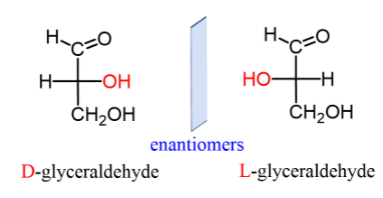 H C O H C O
H OH HO H
CH2OH CH2OH
enantiomers
D-glyceraldehyde L-glyceraldehyde